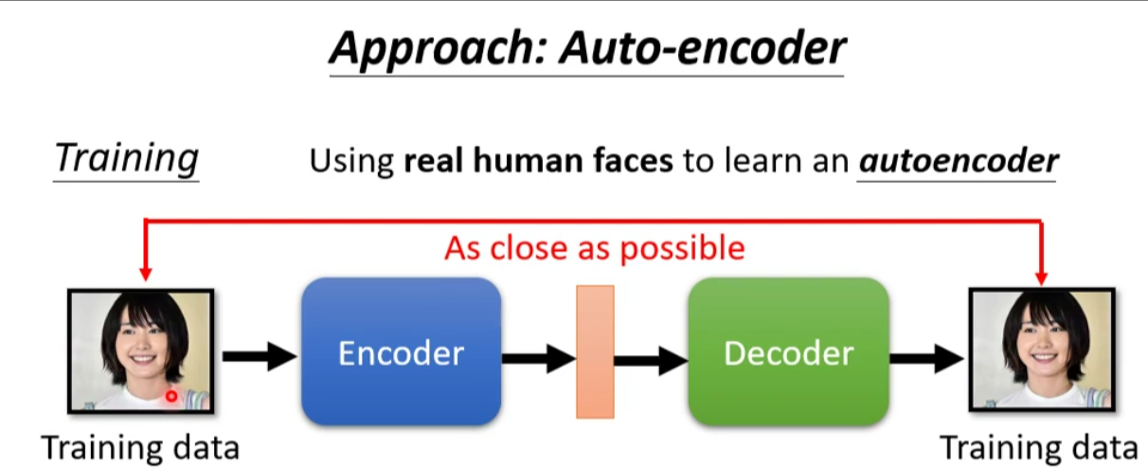 Approach: Auto-encoder
Training
Using real human faces to learn an autoencoder
As close as possible
Encoder
Decoder
Training data
Training data